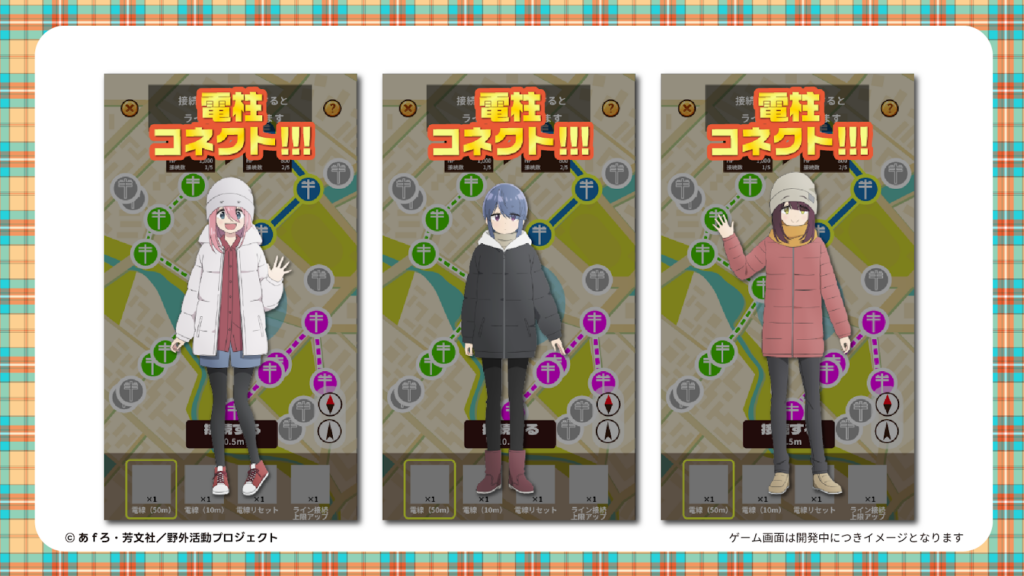 電柱
コネクト!!!
接続する
0.5m
×1
×1
×1
×1
電線（50m）
電線（10m）
電線リセット
ライン接続
上限アップ
電柱
コネクト!!!
×1
×1
×1
×1
電線（50m）
電線（10m）
電線リセット
ライン接続
上限アップ
電柱
コネクト!!!
×1
×1
×1
×1
電線（50m）
電線（10m）
電線リセット
ライン接続
上限アップ
© あfろ・芳文社／野外活動プロジェクト
ゲーム画面は開発中につきイメージとなります